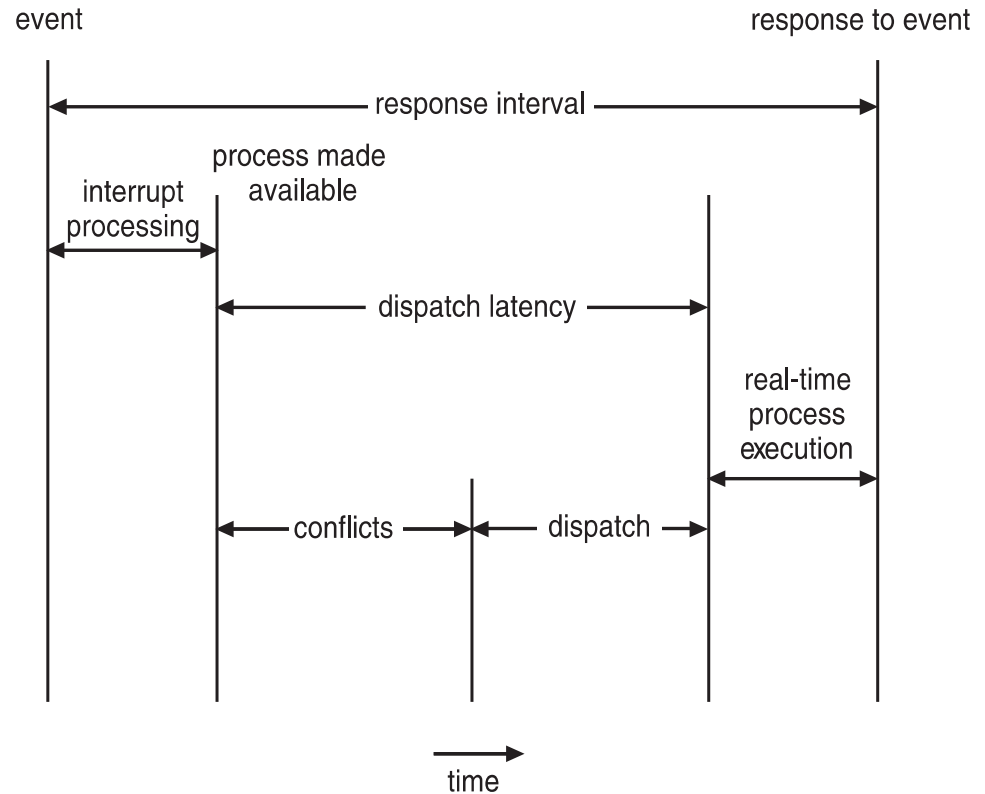 event
response to event
response interval
process made
available
interrupt
processing
dispatch latency
real-time
process
execution
conflicts
dispatch
time